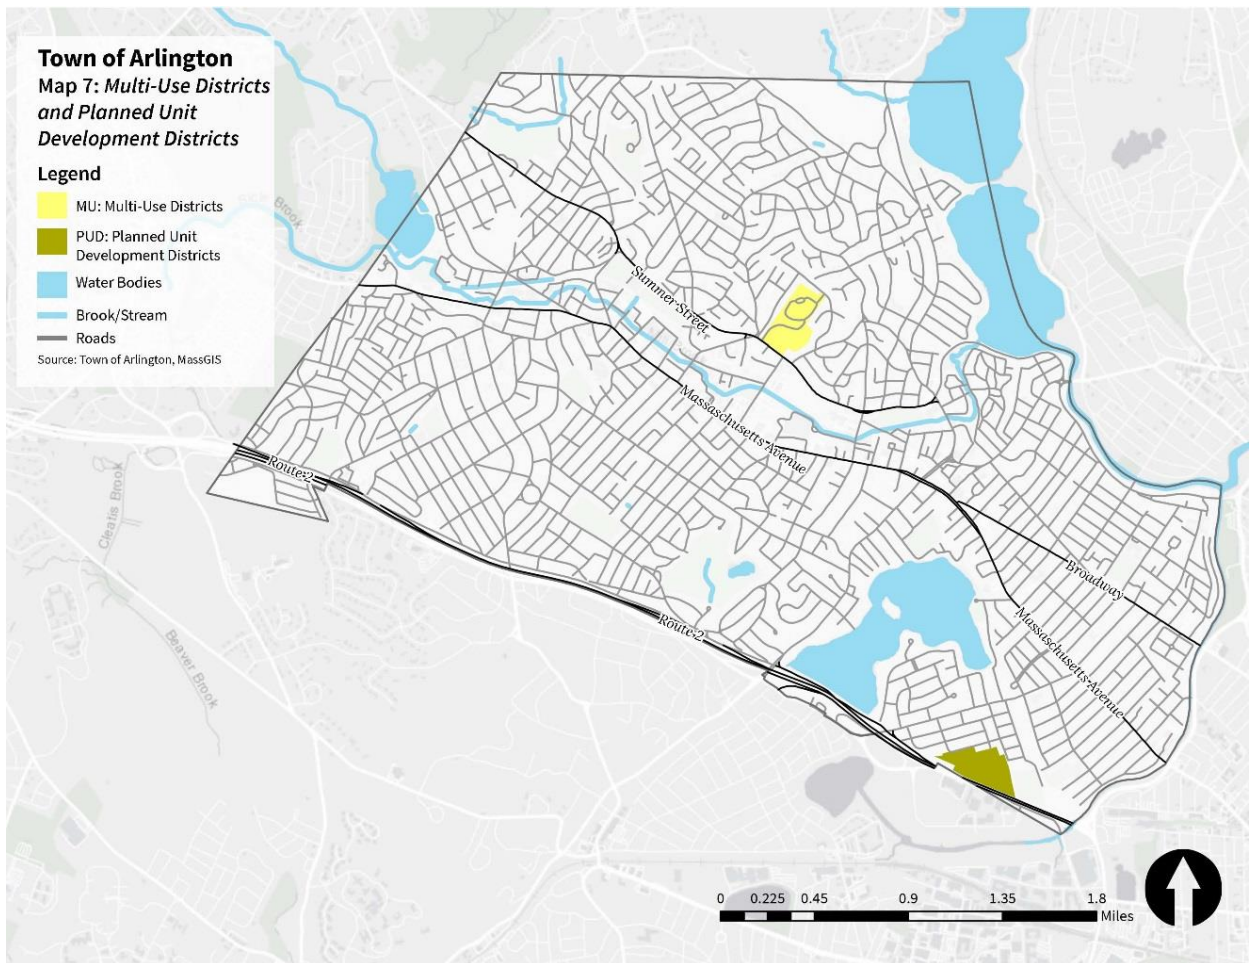 Town of Arlington
Map 7: Multi-Use Districts
and Planned Unit
Development Districts
Legend
MU: Multi-Use Districts
PUD: Planned Unit
Development Districts
Water Bodies
Brook/Stream
Roads
Source: Town of Arlington, MassGIS
Brook
Summer Street
Massaschusetts Avenue
Route 2
Cleatis Brook
Broadway
Route 2
Massaschusetts Avenue
Beaver Brook
0 0.225 0.45 0.9 1.35 1.8
Miles